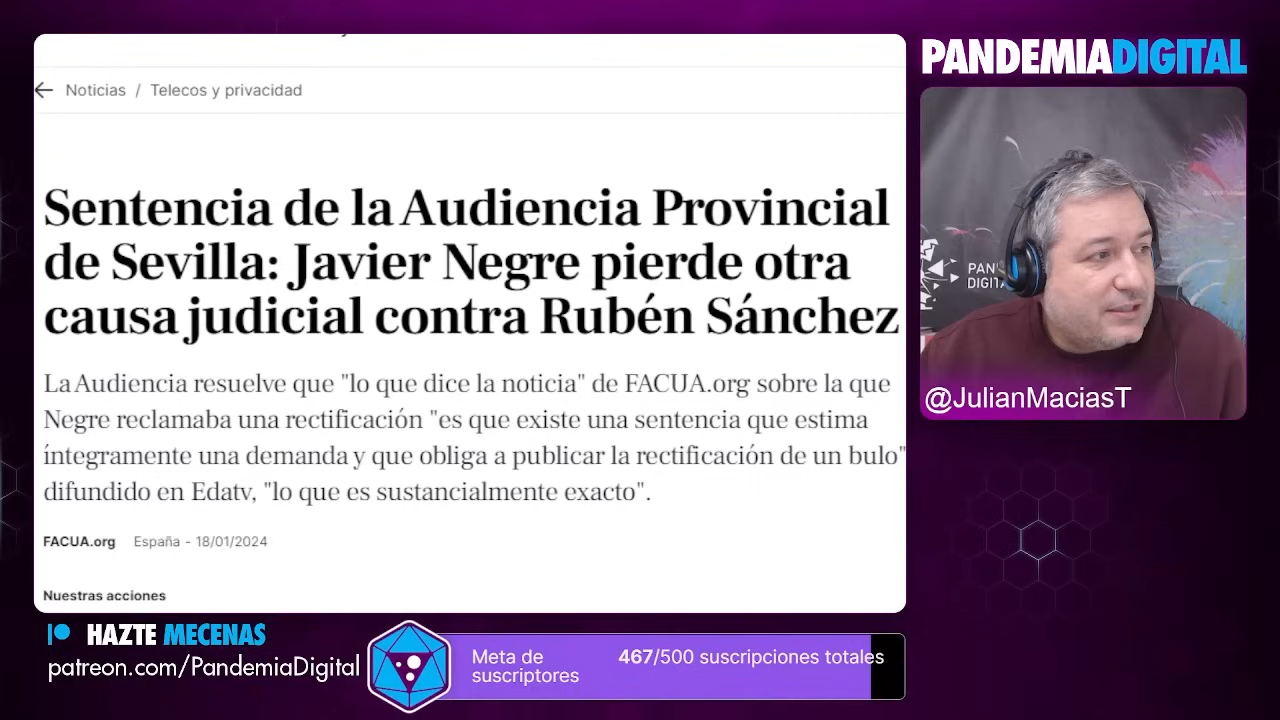 PANDEMIADIGITAL
Noticias / Telecos y privacidad
Sentencia de la Audiencia Provincial
de Sevilla: Javier Negre pierde otra
causa judicial contra Rubén Sánchez
La Audiencia resuelve que "lo que dice la noticia" de FACUA.org sobre la que
Negre reclamaba una rectificación "es que existe una sentencia que estima
íntegramente una demanda y que obliga a publicar la rectificación de un bulo"
difundido en Edatv, "lo que es sustancialmente exacto".
FACUA.org España - 18/01/2024
Nuestras acciones
PAN
DIGITA
@JulianMaciasT
HAZTE MECENAS
patreon.com/PandemiaDigital
Meta de
suscriptores
467/500 suscripciones totales